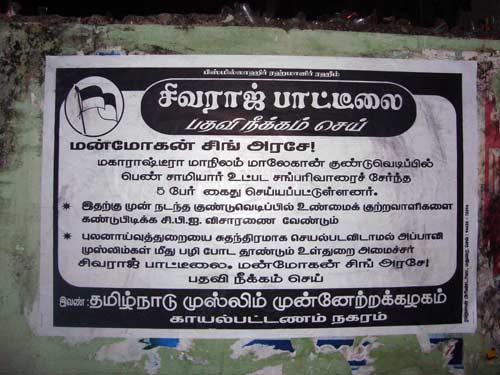 பிஸ்மில்லாஹிர் ரஹ்மானிர் ரஹீம்
சிவராஜ் பாட்டீலை
பதவி நீக்கம் செய்
மன்மோகன் சிங் அரசே!
மகாராஷ்டீரா மாநிலம் மாலேகான் குண்டுவெடிப்பில்
பெண் சாமியார் உட்பட சங்பரிவாரைச் சேர்ந்த
5 பேர் கைது செய்யப்பட்டுள்ளனர்.
* இதற்கு முன் நடந்த குண்டுவெடிப்பில் உண்மைக் குற்றவாளிகளை
கண்டுபிடிக்க சி.பி.ஐ. விசாரணை வேண்டும்
* புலனாய்வுத்துறையை சுதந்திரமாக செயல்படவிடாமல் அப்பாவி
முஸ்லிம்கள் மீது பழி போட தூண்டும் உள்துறை அமைச்சர்
சிவராஜ் பாட்டீலை, மன்மோகன் சிங் அரசே!
பதவி நீக்கம் செய்
இவண் : தமிழ்நாடு முஸ்லிம் முன்னேற்றக்கழகம்
காயல்பட்டணம் நகரம்